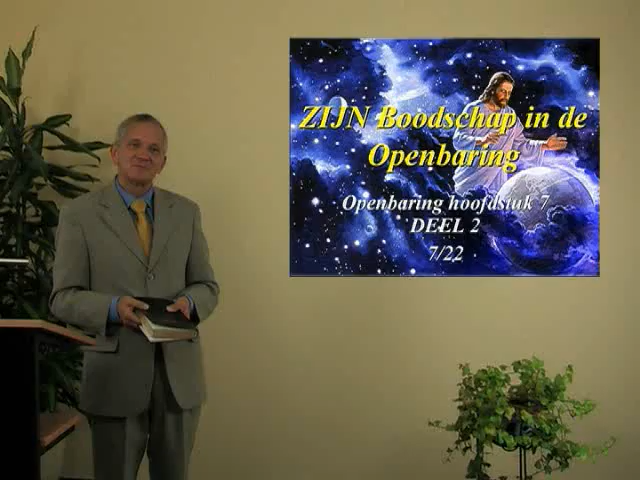 ZIJN Boodschap in de
Openbaring
Openbaring hoofdstuk 7
DEEL 2
7/22